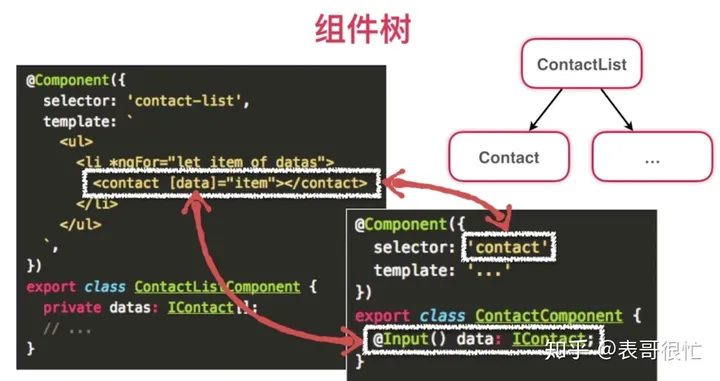 组件树
@Component({
selector: 'contact-list',
template: `
<ul>
<li *ngFor="let item of datas">
<contact [data]="item"></contact>
</li>
</ul>
`,
})
export class ContactListComponent {
private datas: IContact[];
// ...
}
ContactList
Contact
...
@Component({
selector: 'contact'
template: '...'
})
export class ContactComponent {
@Input() data: IContact;
}
知乎 @表哥很忙